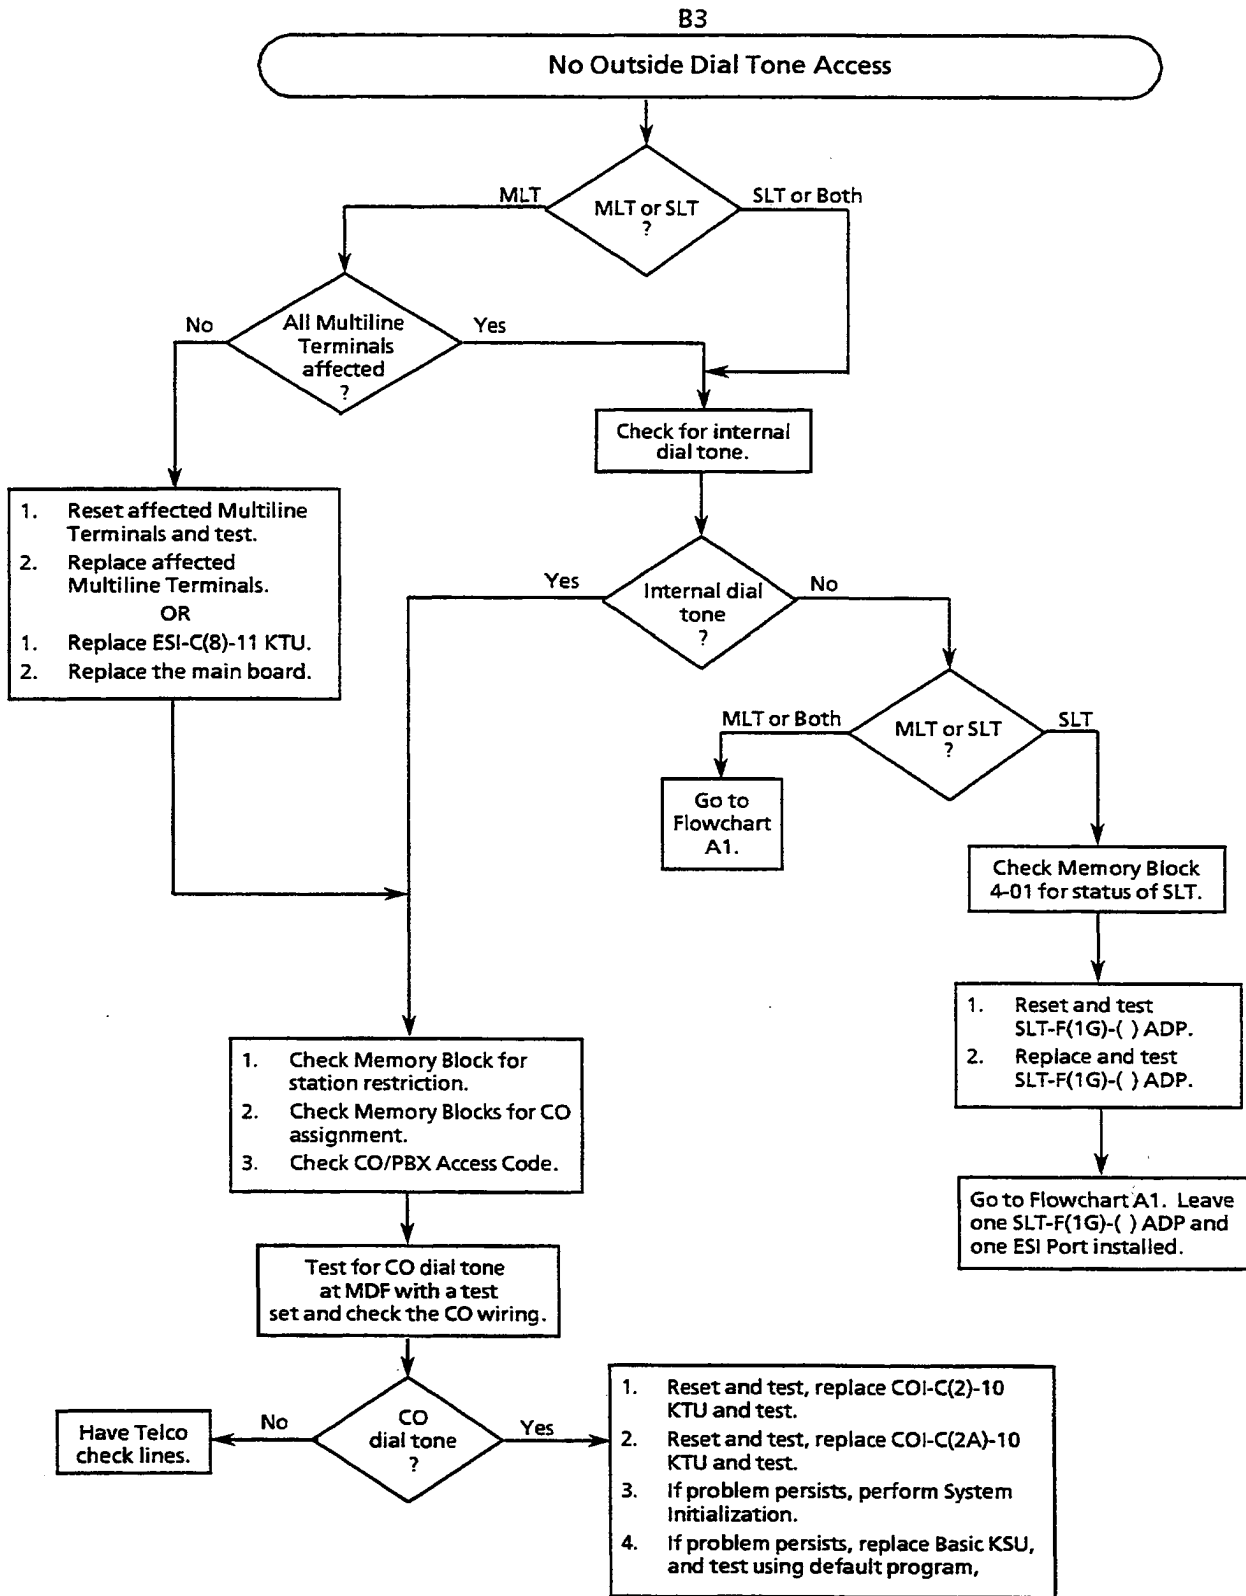 B3
No Outside Dial Tone Access
MLT
MLT or SLT
?
SLT or Both
No
All Multiline
Terminals
affected
?
Yes
Check for internal
dial tone.
1. Reset affected Multiline
Terminals and test.
2. Replace affected
Multiline Terminals.
OR
1. Replace ESI-C(8)-11 KTU.
2. Replace the main board.
Yes
Internal dial
tone
?
No
MLT or Both
MLT or SLT
?
SLT
Go to
Flowchart
A1.
Check Memory Block
4-01 for status of SLT.
1. Reset and test
SLT-F(1G)-( ) ADP.
2. Replace and test
SLT-F(1G)-( ) ADP.
Go to Flowchart A1. Leave
one SLT-F(1G)-( ) ADP and
one ESI Port installed.
1. Check Memory Block for
station restriction.
2. Check Memory Blocks for CO
assignment.
3. Check CO/PBX Access Code.
Test for CO dial tone
at MDF with a test
set and check the CO wiring.
Have Telco
check lines.
No
CO
dial tone
?
Yes
1. Reset and test, replace COI-C(2)-10
KTU and test.
2. Reset and test, replace COI-C(2A)-10
KTU and test.
3. If problem persists, perform System
Initialization.
4. If problem persists, replace Basic KSU,
and test using default program,